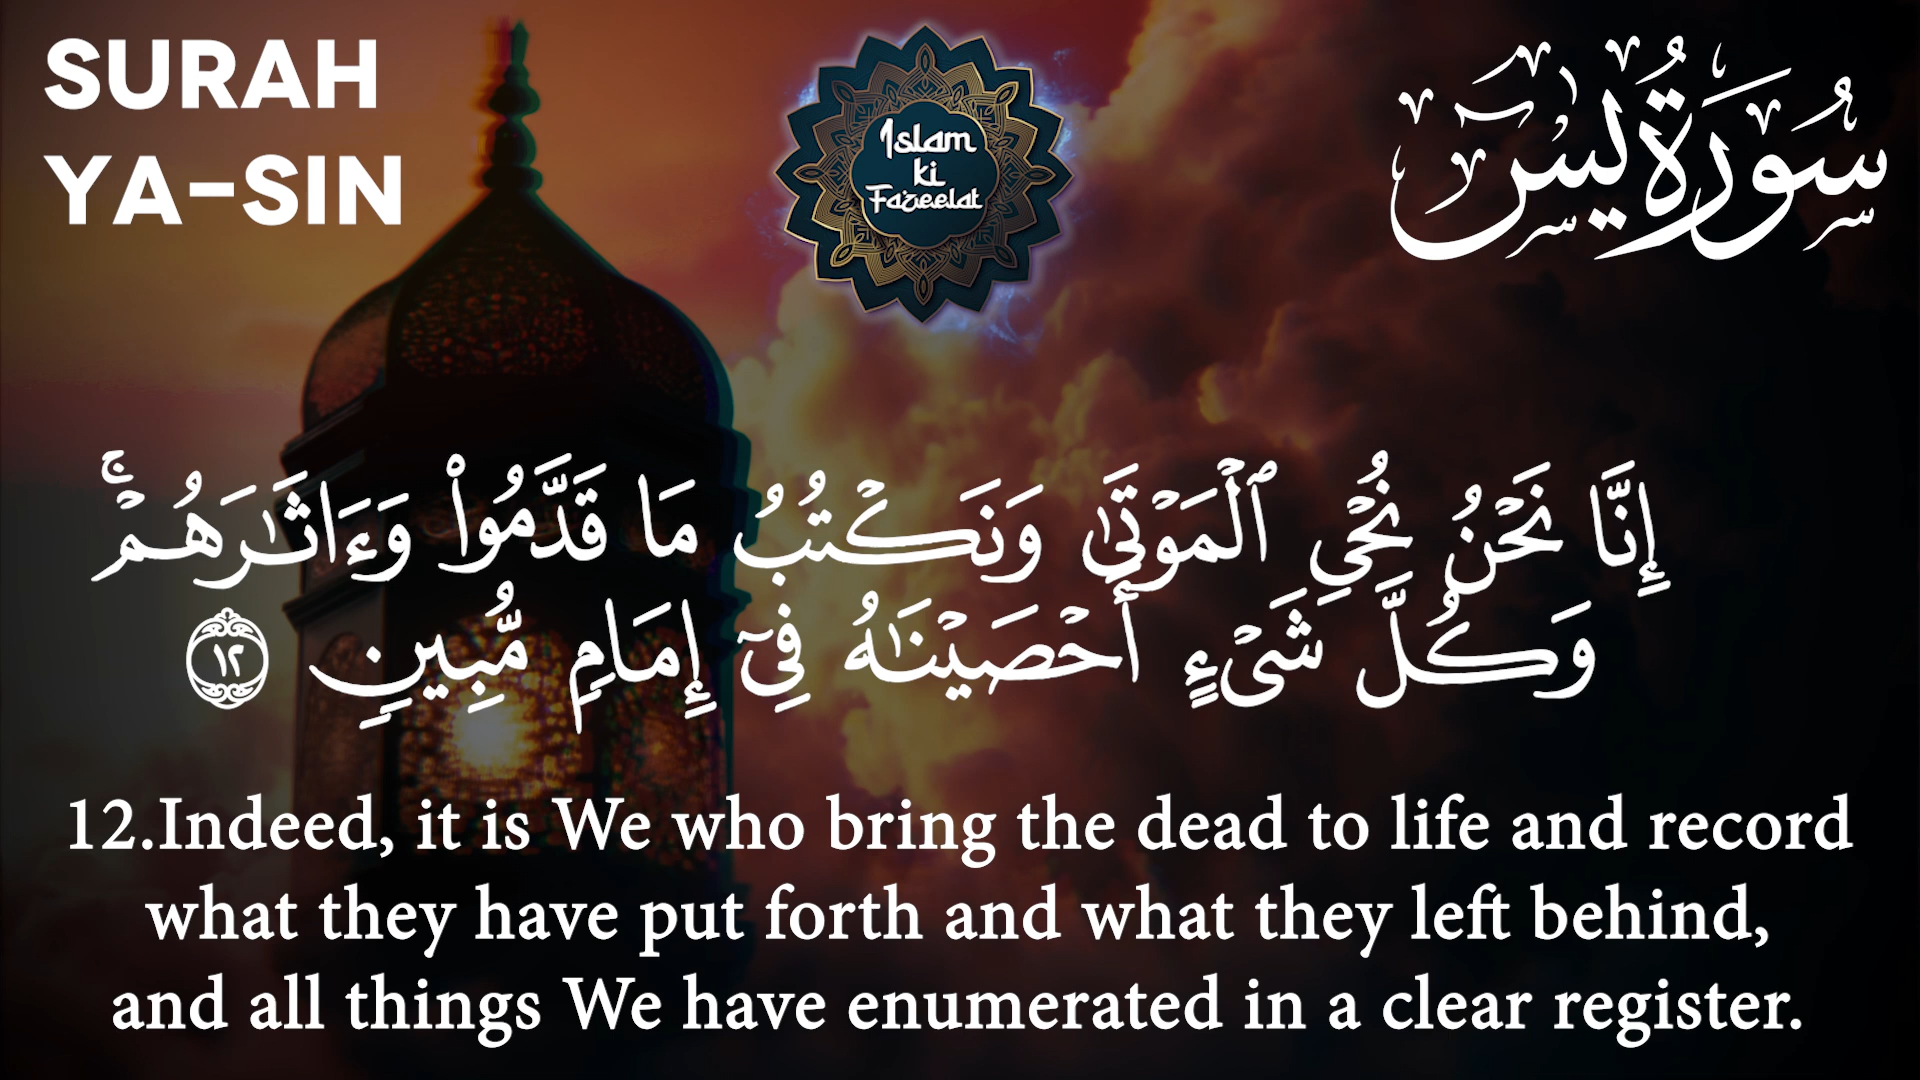 SURAH
YA-SIN
Islam
ki
Fazeelat
سُورَةُ يسٓ
إِنَّا نَحْنُ نُحْىِ ٱلْمَوْتَىٰ وَنَكْتُبُ مَا قَدَّمُوا۟ وَءَاثَـٰرَهُمْ ۚ
وَكُلَّ شَىْءٍ أَحْصَيْنَـٰهُ فِىٓ إِمَامٍ مُّبِينٍ ١٢
12.Indeed, it is We who bring the dead to life and record
what they have put forth and what they left behind,
and all things We have enumerated in a clear register.